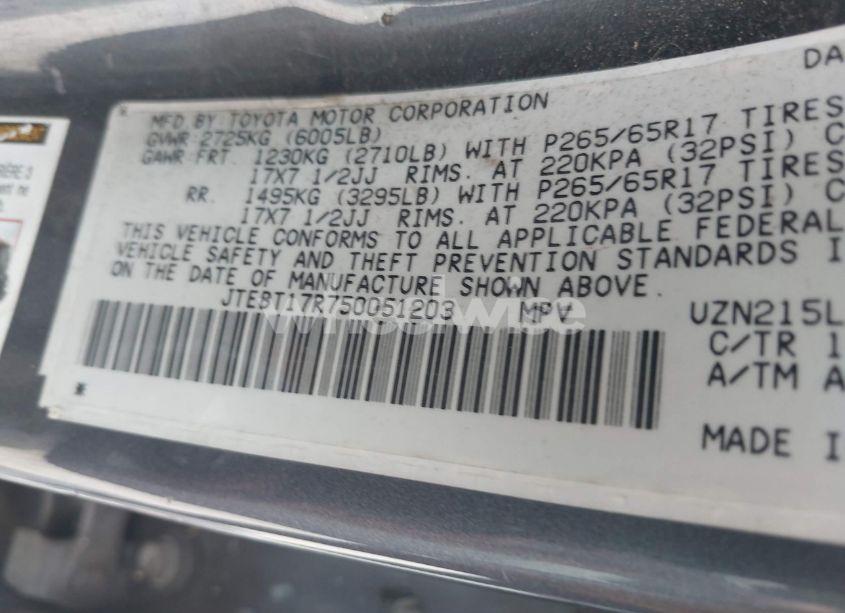 DA
MFD BY TOYOTA MOTOR CORPORATION
GVWR 2725KG (6005LB)
GAWR FRT. 1230KG (2710LB) WITH P265/65R17 TIRES
17X7 1/2JJ RIMS. AT 220KPA (32PSI) C
RR. 1495KG (3295LB) WITH P265/65R17 TIRES
17X7 1/2JJ RIMS. AT 220KPA (32PSI) C
THIS VEHICLE CONFORMS TO ALL APPLICABLE FEDERAL
VEHICLE SAFETY AND THEFT PREVENTION STANDARDS I
ON THE DATE OF MANUFACTURE SHOWN ABOVE.
JTEBT17R750051203 MPV UZN215L
C/TR 1
A/TM A
MADE I
wheelwise